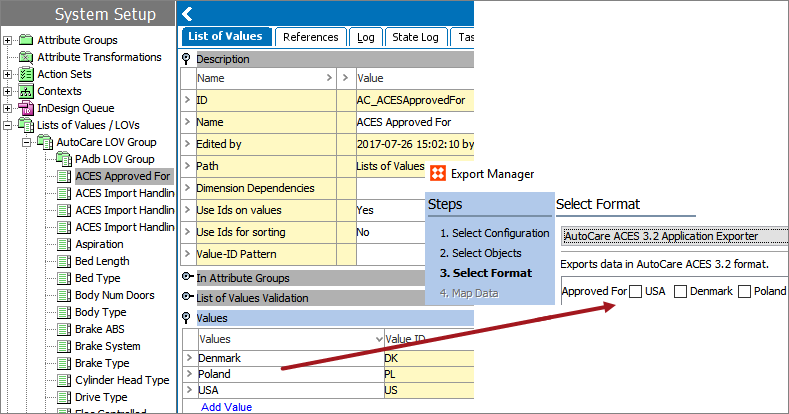 System Setup
Attribute Groups
Attribute Transformations
Action Sets
Contexts
InDesign Queue
Lists of Values / LOVs
AutoCare LOV Group
PAdb LOV Group
ACES Approved For
ACES Import Handlin
ACES Import Handlin
ACES Import Handlin
Aspiration
Bed Length
Bed Type
Body Num Doors
Body Type
Brake ABS
Brake System
Brake Type
Cylinder Head Type
Drive Type
List of Values References Log State Log Tas
Description
Name Value
ID AC_ACESApprovedFor
Name ACES Approved For
Edited by 2017-07-26 15:02:10 by
Path Lists of Values
Dimension Dependencies
Use Ids on values Yes
Use Ids for sorting No
Value-ID Pattern
In Attribute Groups
List of Values Validation
Values
Values Value ID
Denmark DK
Poland PL
USA US
Add Value
Export Manager
Steps
1. Select Configuration
2. Select Objects
3. Select Format
4. Map Data
Select Format
AutoCare ACES 3.2 Application Exporter
Exports data in AutoCare ACES 3.2 format.
Approved For USA Denmark Poland